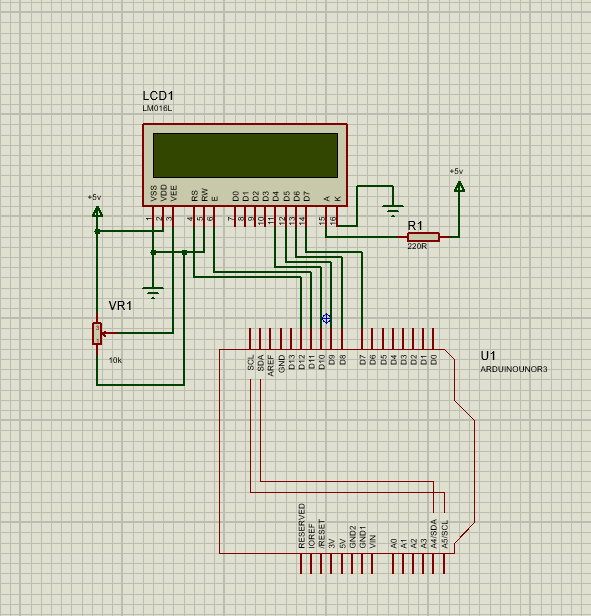 LCD1
LM016L
VSS
VDD
VEE
RS
RW
E
D0
D1
D2
D3
D4
D5
D6
D7
A
K
1
2
3
4
5
6
7
8
9
10
11
12
13
14
15
16
+5v
+5v
R1
220R
VR1
10k
U1
ARDUINOUNOR3
SCL
SDA
AREF
GND
D13
D12
D11
D10
D9
D8
D7
D6
D5
D4
D3
D2
D1
D0
RESERVED
IOREF
/RESET
3V
5V
GND2
GND1
VIN
A0
A1
A2
A3
A4/SDA
A5/SCL